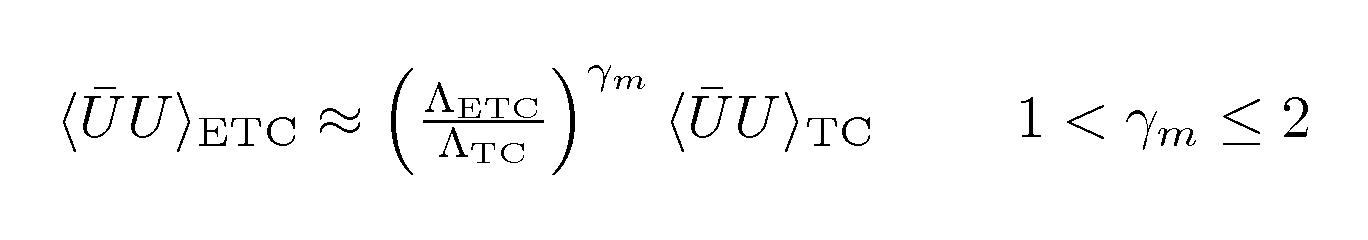 ⟨ŪU⟩_ETC ≈ (Λ_ETC / Λ_TC)^γ_m ⟨ŪU⟩_TC 1 < γ_m ≤ 2